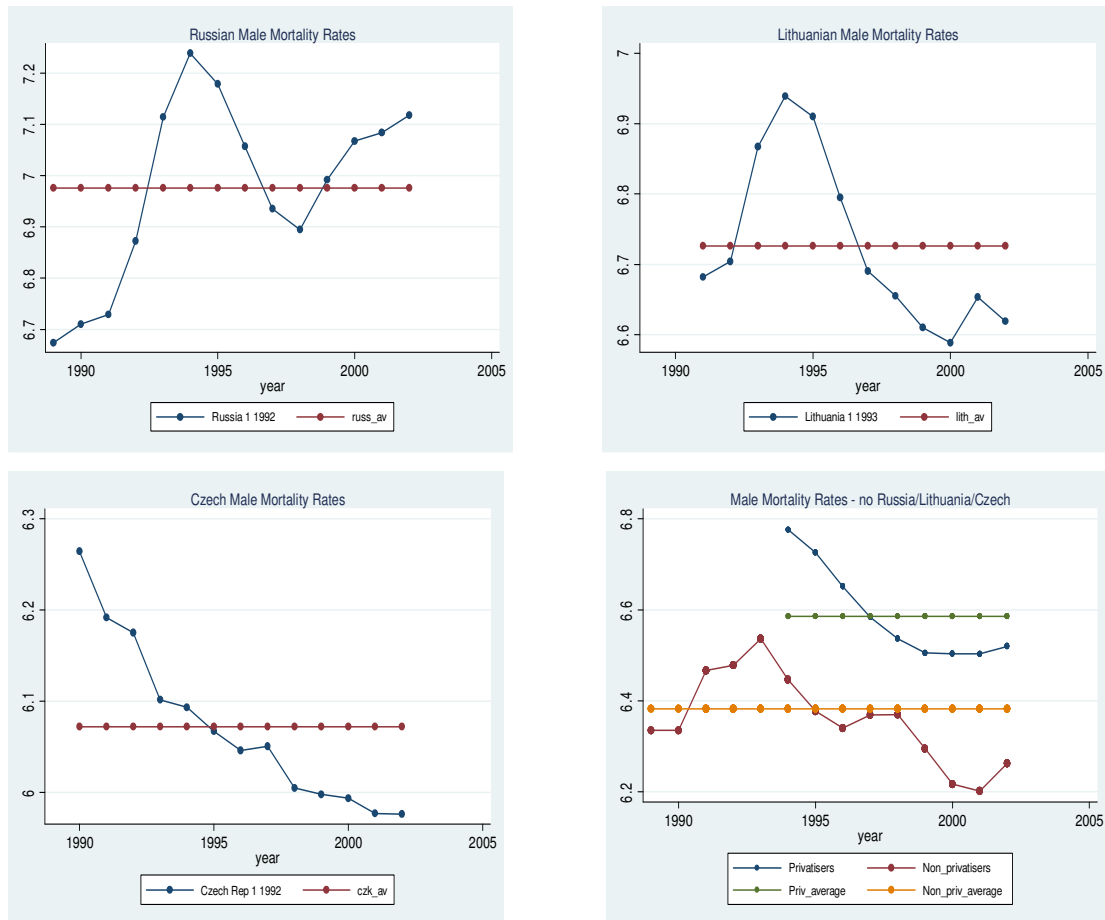 Russian Male Mortality Rates
7.2
7.1
7
6.9
6.8
6.7
1990 1995 2000 2005
year
Russia 1 1992 russ_av
Lithuanian Male Mortality Rates
7
6.9
6.8
6.7
6.6
1990 1995 2000 2005
year
Lithuania 1 1993 lith_av
Czech Male Mortality Rates
6.3
6.2
6.1
6
1990 1995 2000 2005
year
Czech Rep 1 1992 czk_av
Male Mortality Rates - no Russia/Lithuania/Czech
6.8
6.6
6.4
6.2
1990 1995 2000 2005
year
Privatisers Non_privatisers
Priv_average Non_priv_average